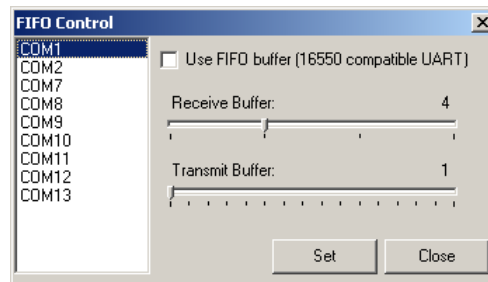 FIFO Control
COM1
COM2
COM7
COM8
COM9
COM10
COM11
COM12
COM13
Use FIFO buffer (16550 compatible UART)
Receive Buffer: 4
Transmit Buffer: 1
Set Close